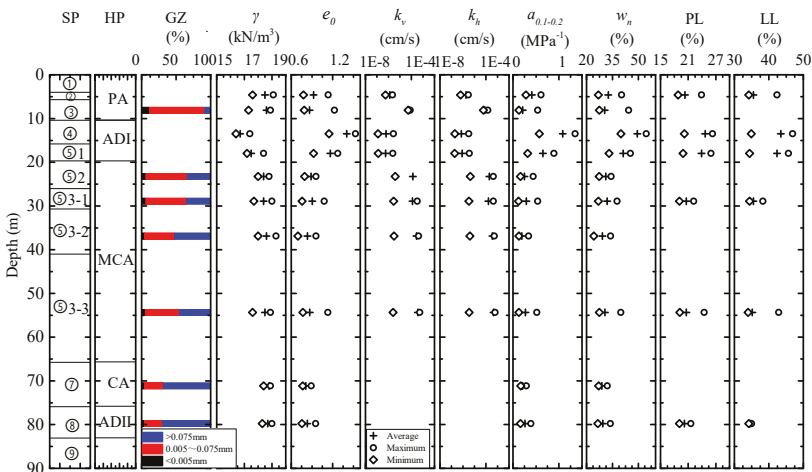 SP HP GZ γ e₀ kᵥ kₕ a₀.₁₋₀.₂ wₙ PL LL
(%) (kN/m³) (cm/s) (cm/s) (MPa⁻¹) (%) (%) (%)
0 50 100 15 17 19 0.6 1.2 1E-8 1E-4 1E-8 1E-4 0 1 20 40 15 21 27 30 40 50
Depth (m)
0
10
20
30
40
50
60
70
80
90
①
②
③
④
⑤1
⑤2
⑤3-1
⑤3-2
⑤3-3
⑦
⑧
⑨
PA
ADI
MCA
CA
ADII
>0.075mm
0.005~0.075mm
<0.005mm
Average
Maximum
Minimum